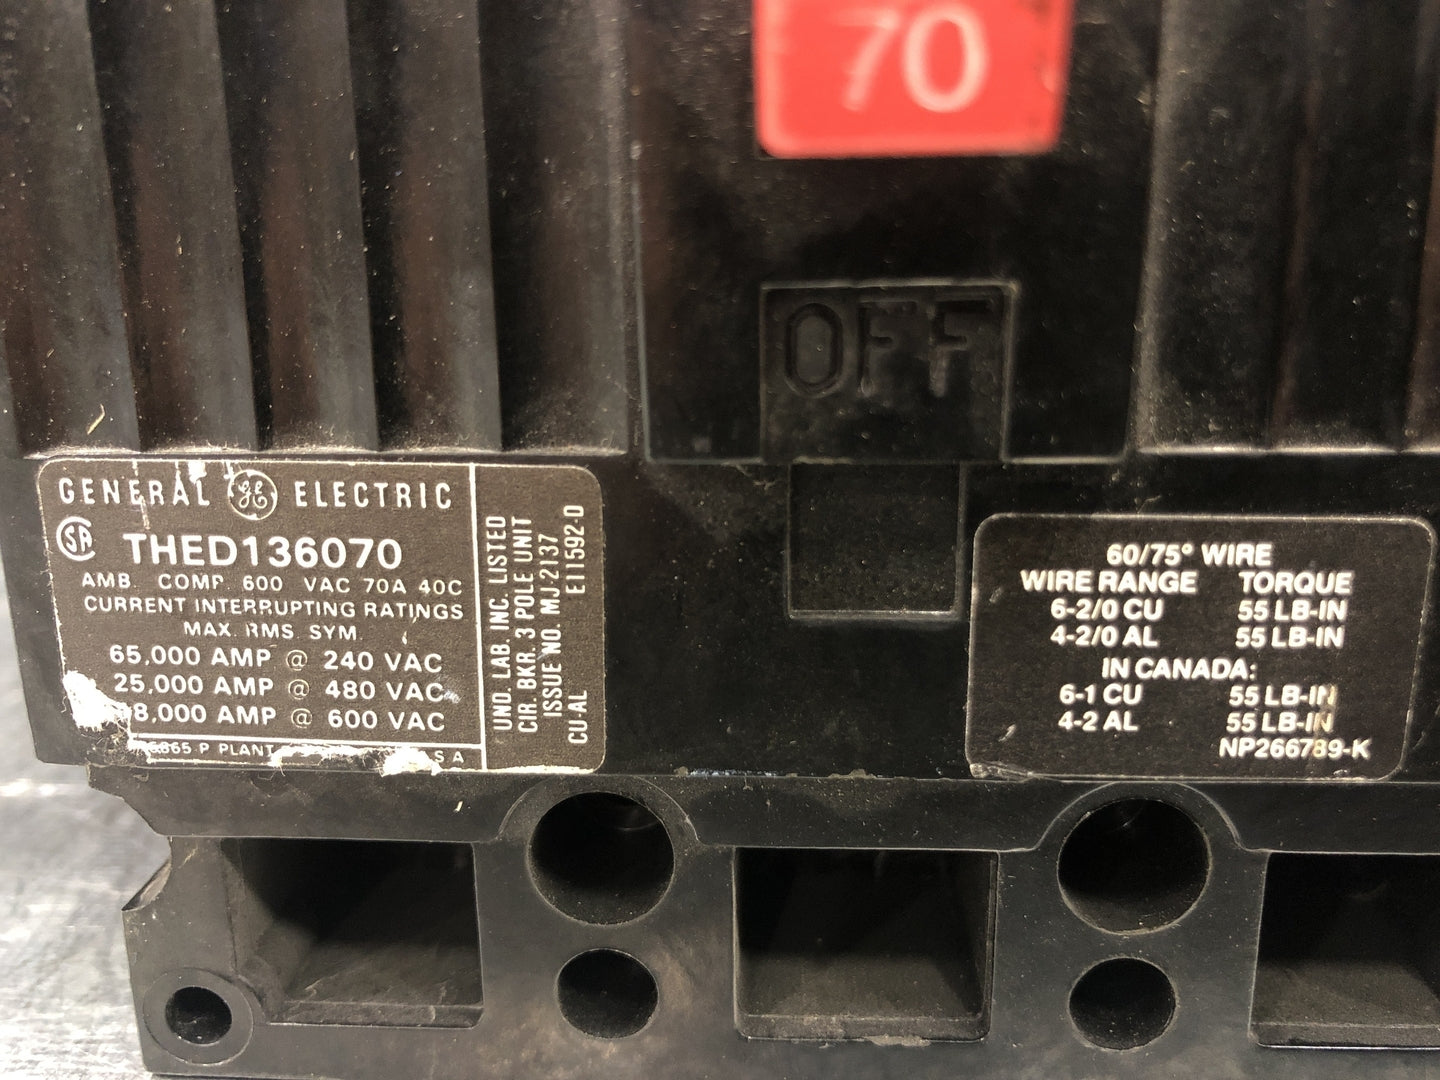 70
OFF
GENERAL GE ELECTRIC
SA THED136070
AMB. COMP. 600 VAC 70A 40C
CURRENT INTERRUPTING RATINGS
MAX. RMS. SYM.
65,000 AMP @ 240 VAC
25,000 AMP @ 480 VAC
8,000 AMP @ 600 VAC
P PLANT
S A
UND. LAB. INC. LISTED
CIR. BKR. 3 POLE UNIT
ISSUE NO. MJ-2137
CU-AL E11592-D
60/75° WIRE
WIRE RANGE TORQUE
6-2/0 CU 55 LB-IN
4-2/0 AL 55 LB-IN
IN CANADA:
6-1 CU 55 LB-IN
4-2 AL 55 LB-IN
NP266789-K